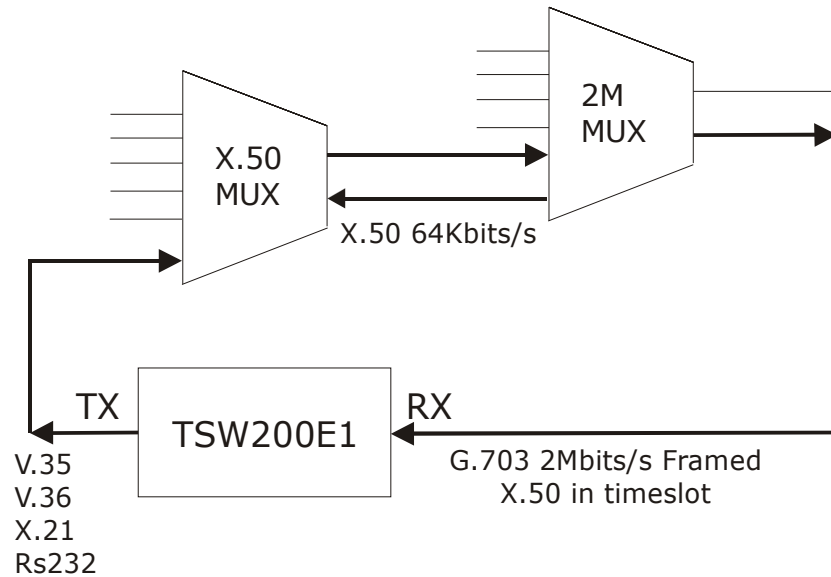 2M
MUX
X.50
MUX
X.50 64Kbits/s
TX
TSW200E1
RX
G.703 2Mbits/s Framed
X.50 in timeslot
V.35
V.36
X.21
Rs232